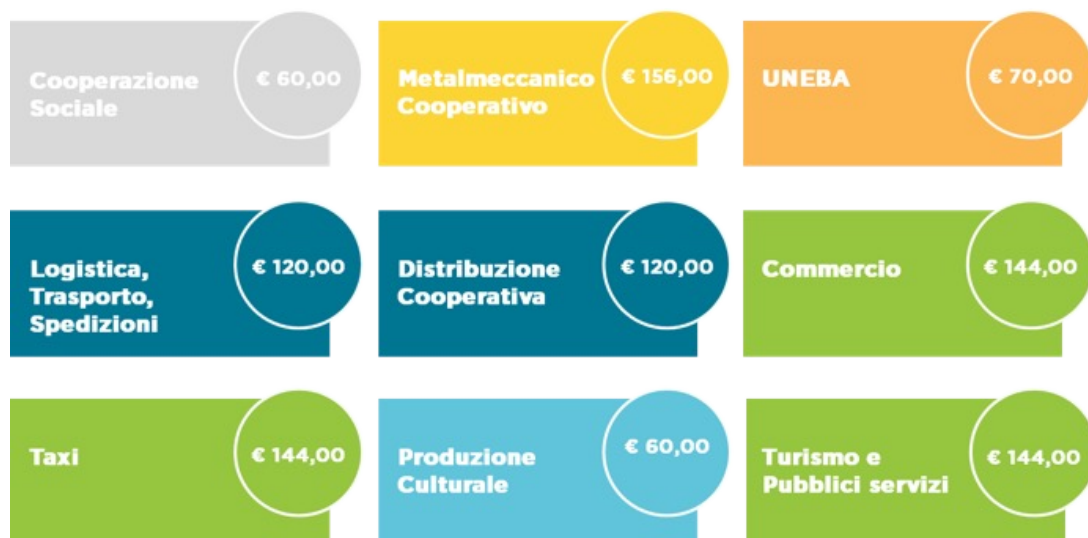 Cooperazione
Sociale
€ 60,00
Metalmeccanico
Cooperativo
€ 156,00
UNEBA
€ 70,00
Logistica,
Trasporto,
Spedizioni
€ 120,00
Distribuzione
Cooperativa
€ 120,00
Commercio
€ 144,00
Taxi
€ 144,00
Produzione
Culturale
€ 60,00
Turismo e
Pubblici servizi
€ 144,00